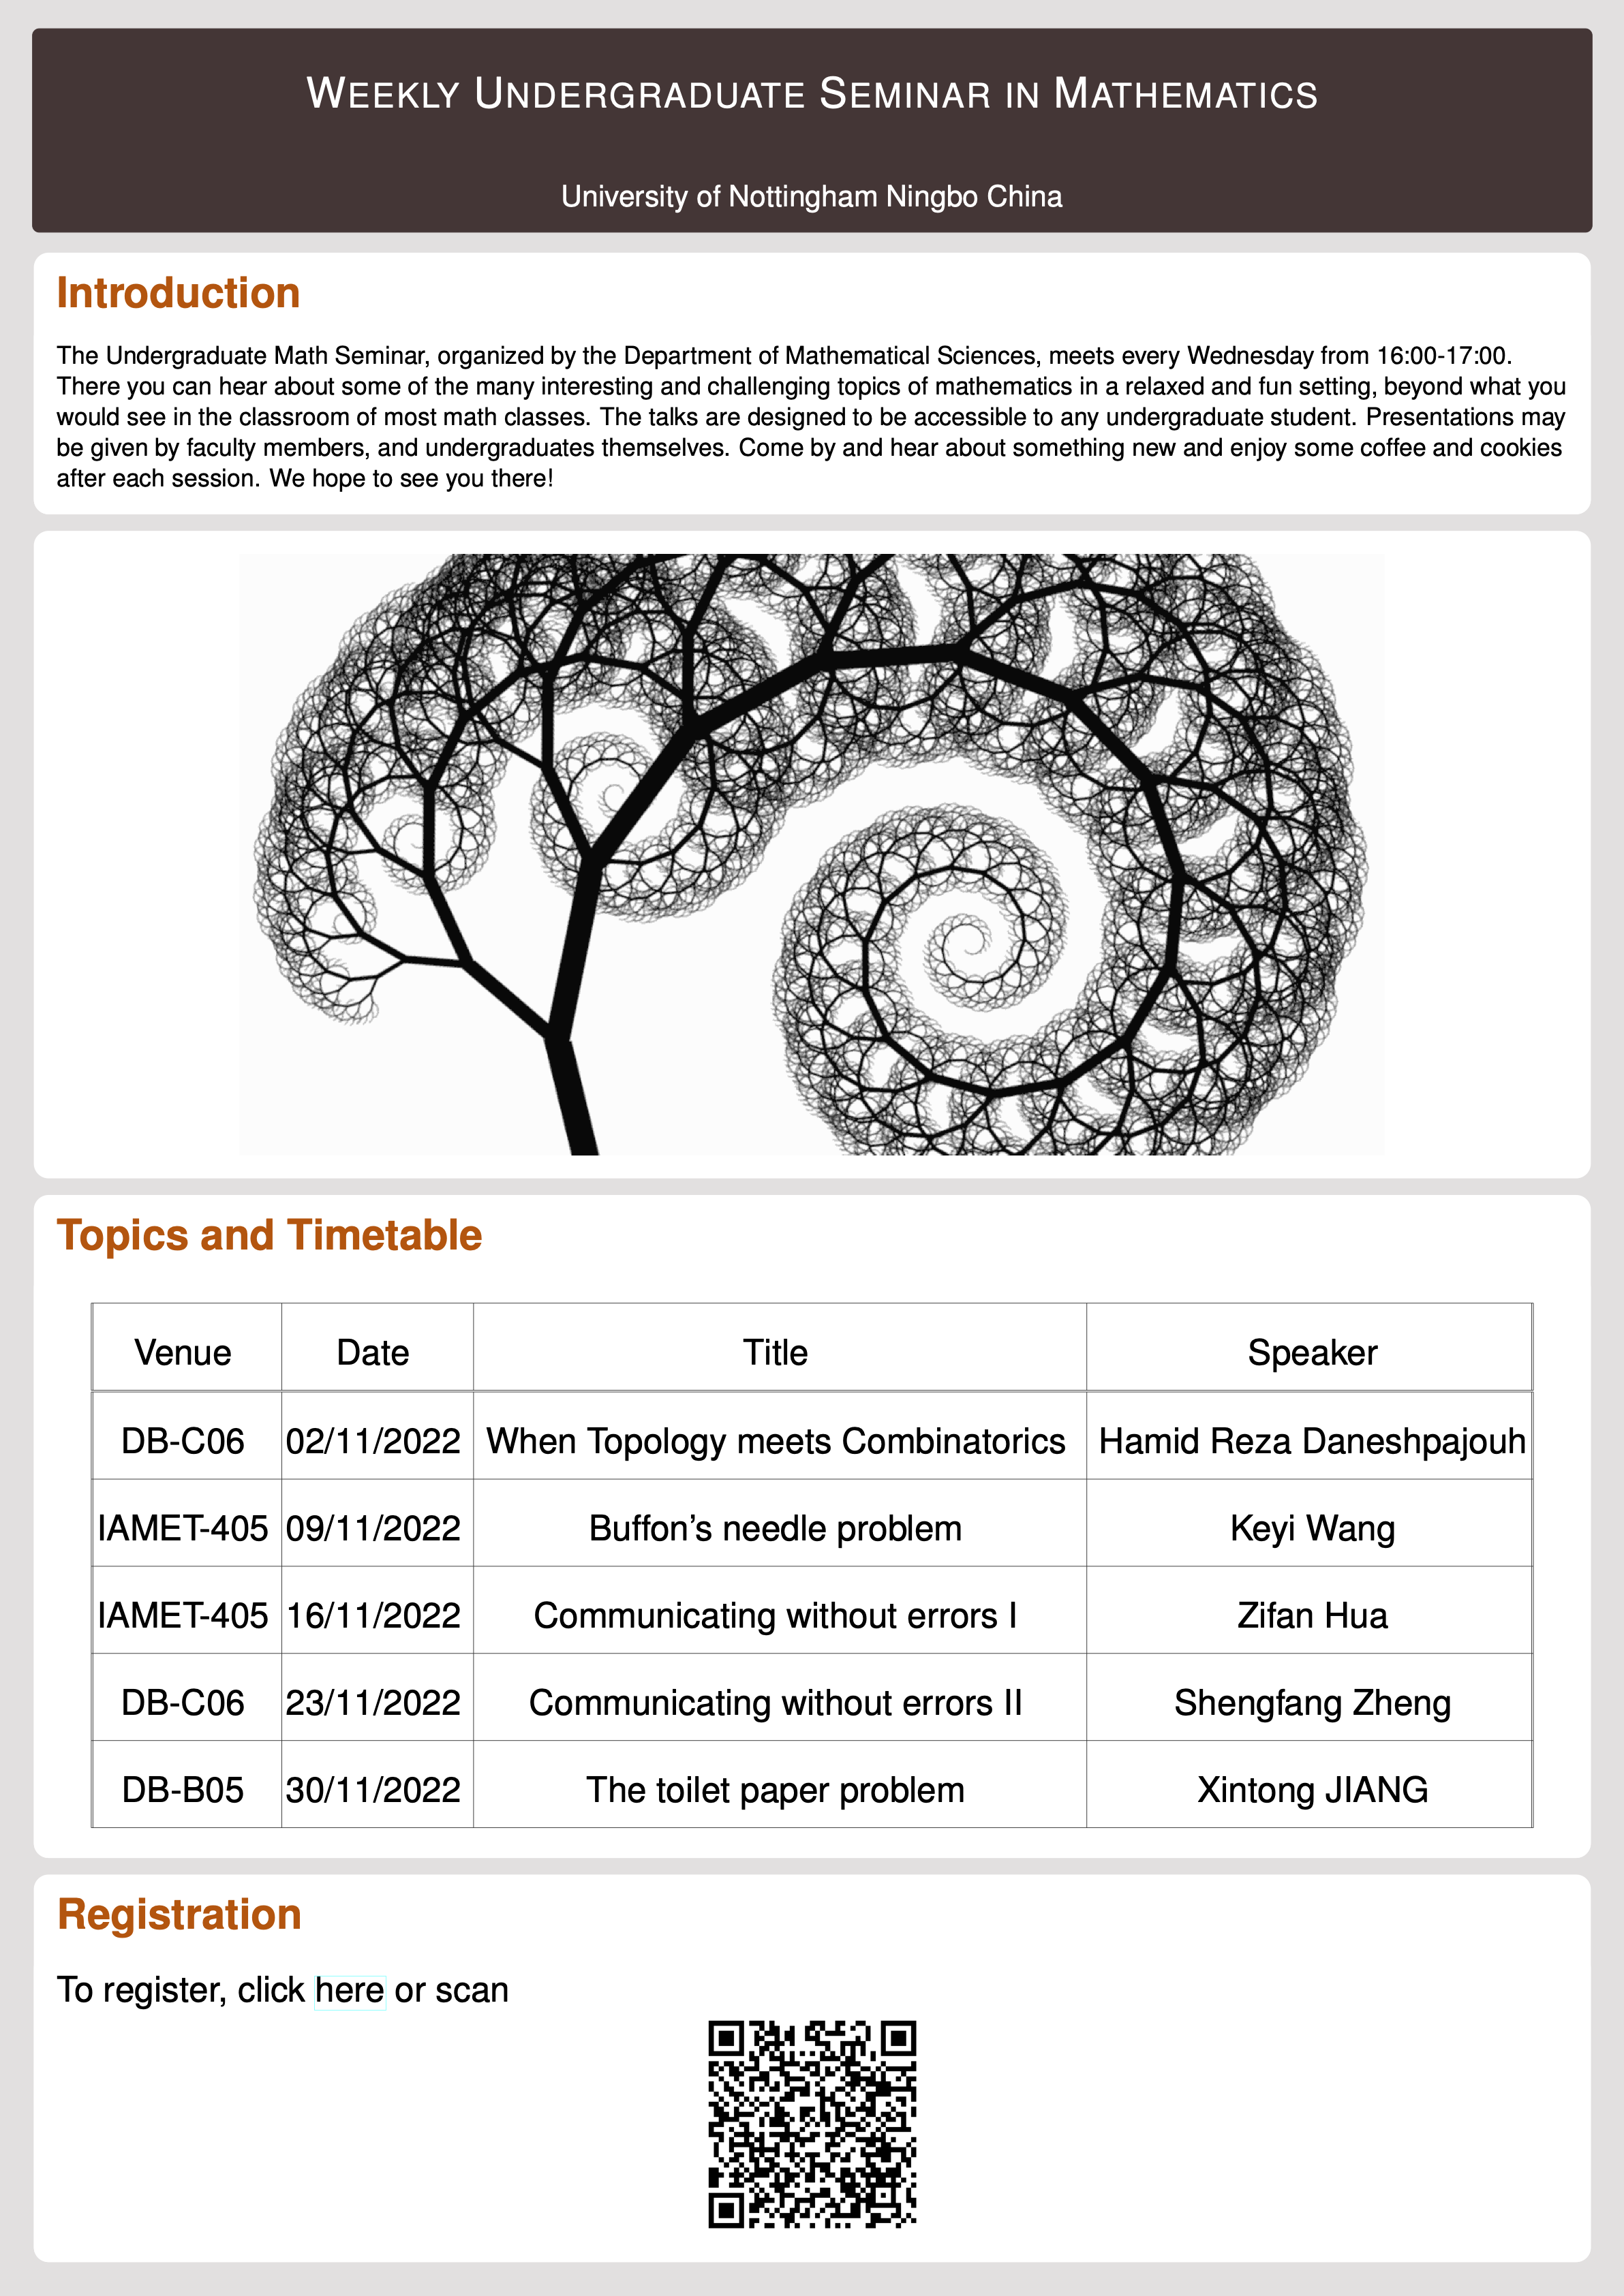 WEEKLY UNDERGRADUATE SEMINAR IN MATHEMATICS
University of Nottingham Ningbo China
Introduction
The Undergraduate Math Seminar, organized by the Department of Mathematical Sciences, meets every Wednesday from 16:00-17:00.
There you can hear about some of the many interesting and challenging topics of mathematics in a relaxed and fun setting, beyond what you
would see in the classroom of most math classes. The talks are designed to be accessible to any undergraduate student. Presentations may
be given by faculty members, and undergraduates themselves. Come by and hear about something new and enjoy some coffee and cookies
after each session. We hope to see you there!
Topics and Timetable
Venue Date Title Speaker
DB-C06 02/11/2022 When Topology meets Combinatorics Hamid Reza Daneshpajouh
IAMET-405 09/11/2022 Buffon’s needle problem Keyi Wang
IAMET-405 16/11/2022 Communicating without errors I Zifan Hua
DB-C06 23/11/2022 Communicating without errors II Shengfang Zheng
DB-B05 30/11/2022 The toilet paper problem Xintong JIANG
Registration
To register, click here or scan